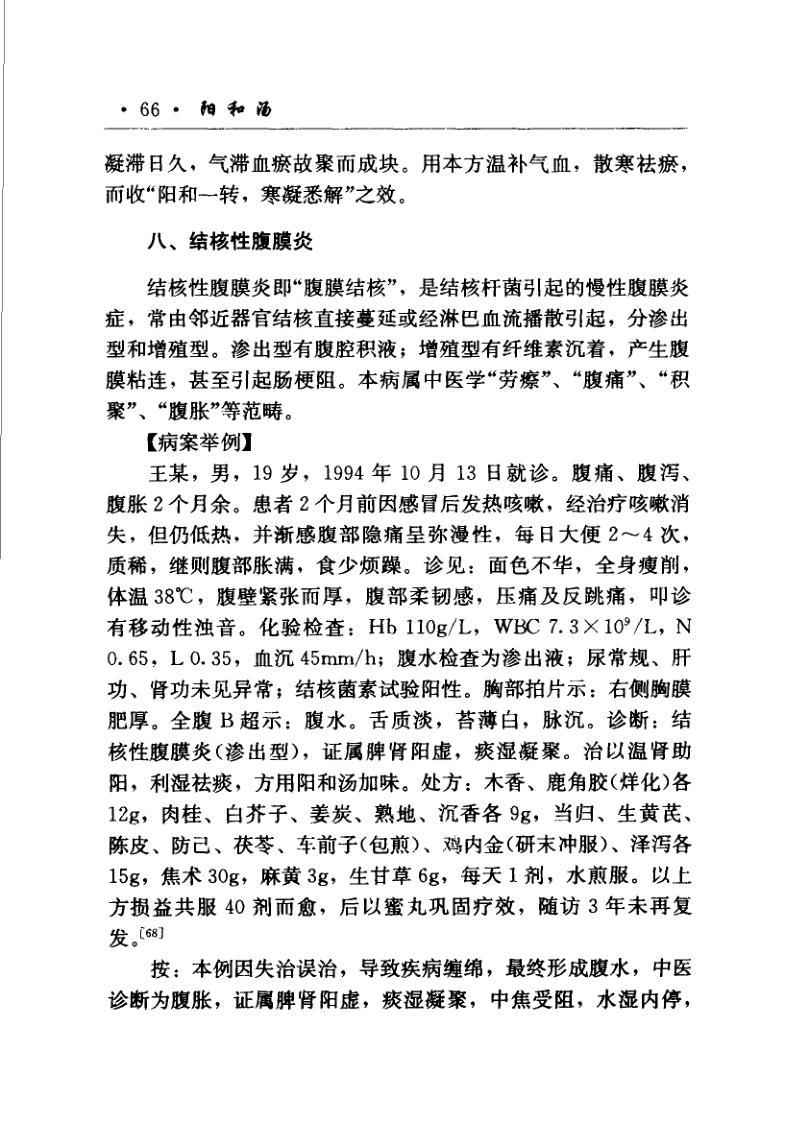 · 66 · 阳和汤
凝滞日久，气滞血瘀故聚而成块。用本方温补气血，散寒祛瘀，
而收“阳和一转，寒凝悉解”之效。
八、结核性腹膜炎
结核性腹膜炎即“腹膜结核”，是结核杆菌引起的慢性腹膜炎
症，常由邻近器官结核直接蔓延或经淋巴血流播散引起，分渗出
型和增殖型。渗出型有腹腔积液；增殖型有纤维素沉着，产生腹
膜粘连，甚至引起肠梗阻。本病属中医学“劳瘵”、“腹痛”、“积
聚”、“腹胀”等范畴。
【病案举例】
王某，男，19 岁，1994 年 10 月 13 日就诊。腹痛、腹泻、
腹胀 2 个月余。患者 2 个月前因感冒后发热咳嗽，经治疗咳嗽消
失，但仍低热，并渐感腹部隐痛呈弥漫性，每日大便 2～4 次，
质稀，继则腹部胀满，食少烦躁。诊见：面色不华，全身瘦削，
体温 38℃，腹壁紧张而厚，腹部柔韧感，压痛及反跳痛，叩诊
有移动性浊音。化验检查：Hb 110g/L，WBC 7.3×10⁹/L，N
0.65，L 0.35，血沉 45mm/h；腹水检查为渗出液；尿常规、肝
功、肾功未见异常；结核菌素试验阳性。胸部拍片示：右侧胸膜
肥厚。全腹 B 超示：腹水。舌质淡，苔薄白，脉沉。诊断：结
核性腹膜炎（渗出型），证属脾肾阳虚，痰湿凝聚。治以温肾助
阳，利湿祛痰，方用阳和汤加味。处方：木香、鹿角胶（烊化）各
12g，肉桂、白芥子、姜炭、熟地、沉香各 9g，当归、生黄芪、
陈皮、防己、茯苓、车前子（包煎）、鸡内金（研末冲服）、泽泻各
15g，焦术 30g，麻黄 3g，生甘草 6g，每天 1 剂，水煎服。以上
方损益共服 40 剂而愈，后以蜜丸巩固疗效，随访 3 年未再复
发。[68]
按：本例因失治误治，导致疾病缠绵，最终形成腹水，中医
诊断为腹胀，证属脾肾阳虚，痰湿凝聚，中焦受阻，水湿内停，